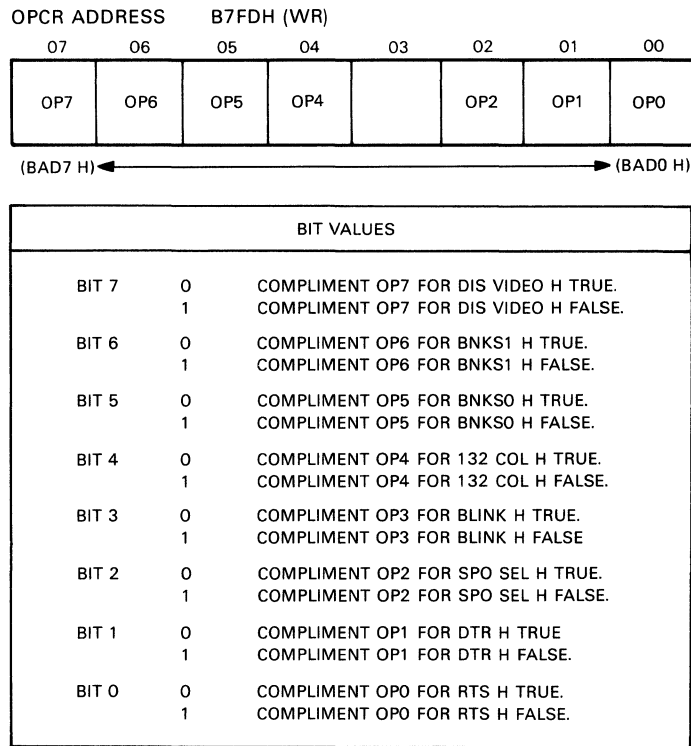 OPCR ADDRESS B7FDH (WR)
07 06 05 04 03 02 01 00
OP7 OP6 OP5 OP4 OP2 OP1 OP0
(BAD7 H) (BAD0 H)
BIT VALUES
BIT 7 0 COMPLIMENT OP7 FOR DIS VIDEO H TRUE.
1 COMPLIMENT OP7 FOR DIS VIDEO H FALSE.
BIT 6 0 COMPLIMENT OP6 FOR BNKS1 H TRUE.
1 COMPLIMENT OP6 FOR BNKS1 H FALSE.
BIT 5 0 COMPLIMENT OP5 FOR BNKS0 H TRUE.
1 COMPLIMENT OP5 FOR BNKS0 H FALSE.
BIT 4 0 COMPLIMENT OP4 FOR 132 COL H TRUE.
1 COMPLIMENT OP4 FOR 132 COL H FALSE.
BIT 3 0 COMPLIMENT OP3 FOR BLINK H TRUE.
1 COMPLIMENT OP3 FOR BLINK H FALSE
BIT 2 0 COMPLIMENT OP2 FOR SPO SEL H TRUE.
1 COMPLIMENT OP2 FOR SPO SEL H FALSE.
BIT 1 0 COMPLIMENT OP1 FOR DTR H TRUE
1 COMPLIMENT OP1 FOR DTR H FALSE.
BIT 0 0 COMPLIMENT OP0 FOR RTS H TRUE.
1 COMPLIMENT OP0 FOR RTS H FALSE.